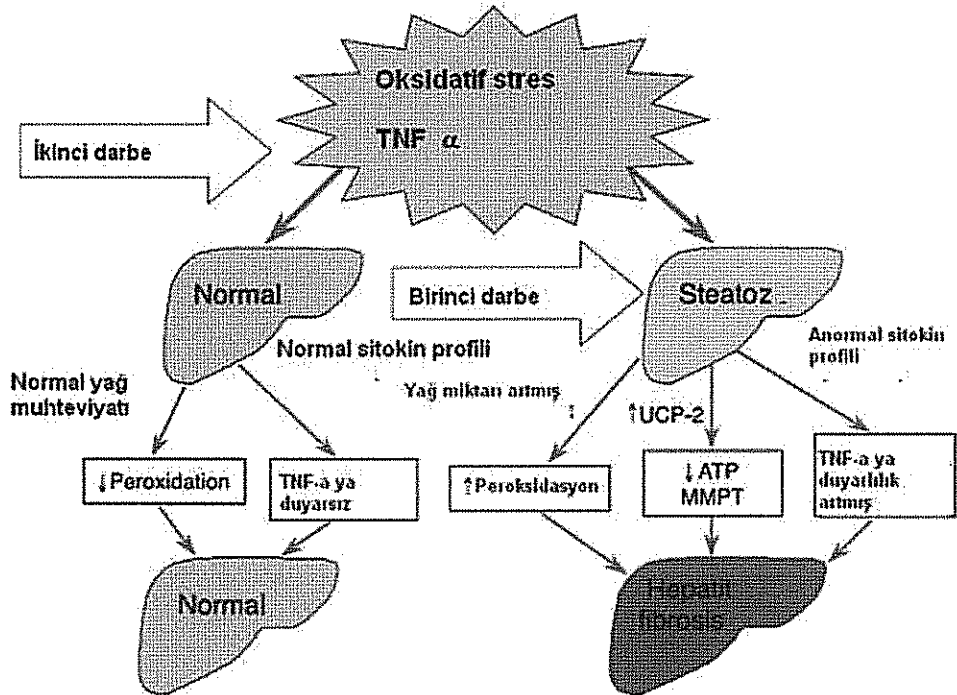 Oksidatif stres
TNF α
İkinci darbe
Normal
Birinci darbe
Steatoz
Normal sitokin profili
Anormal sitokin
profili
Normal yağ
muhteviyatı
Yağ miktarı artmış
↑
↑UCP-2
↓Peroxidation
TNF-a ya
duyarsız
↑Peroksidasyon
↓ATP
MMPT
TNF-a ya
duyarlılık
artmış
Normal
Hepatit
fibrosis